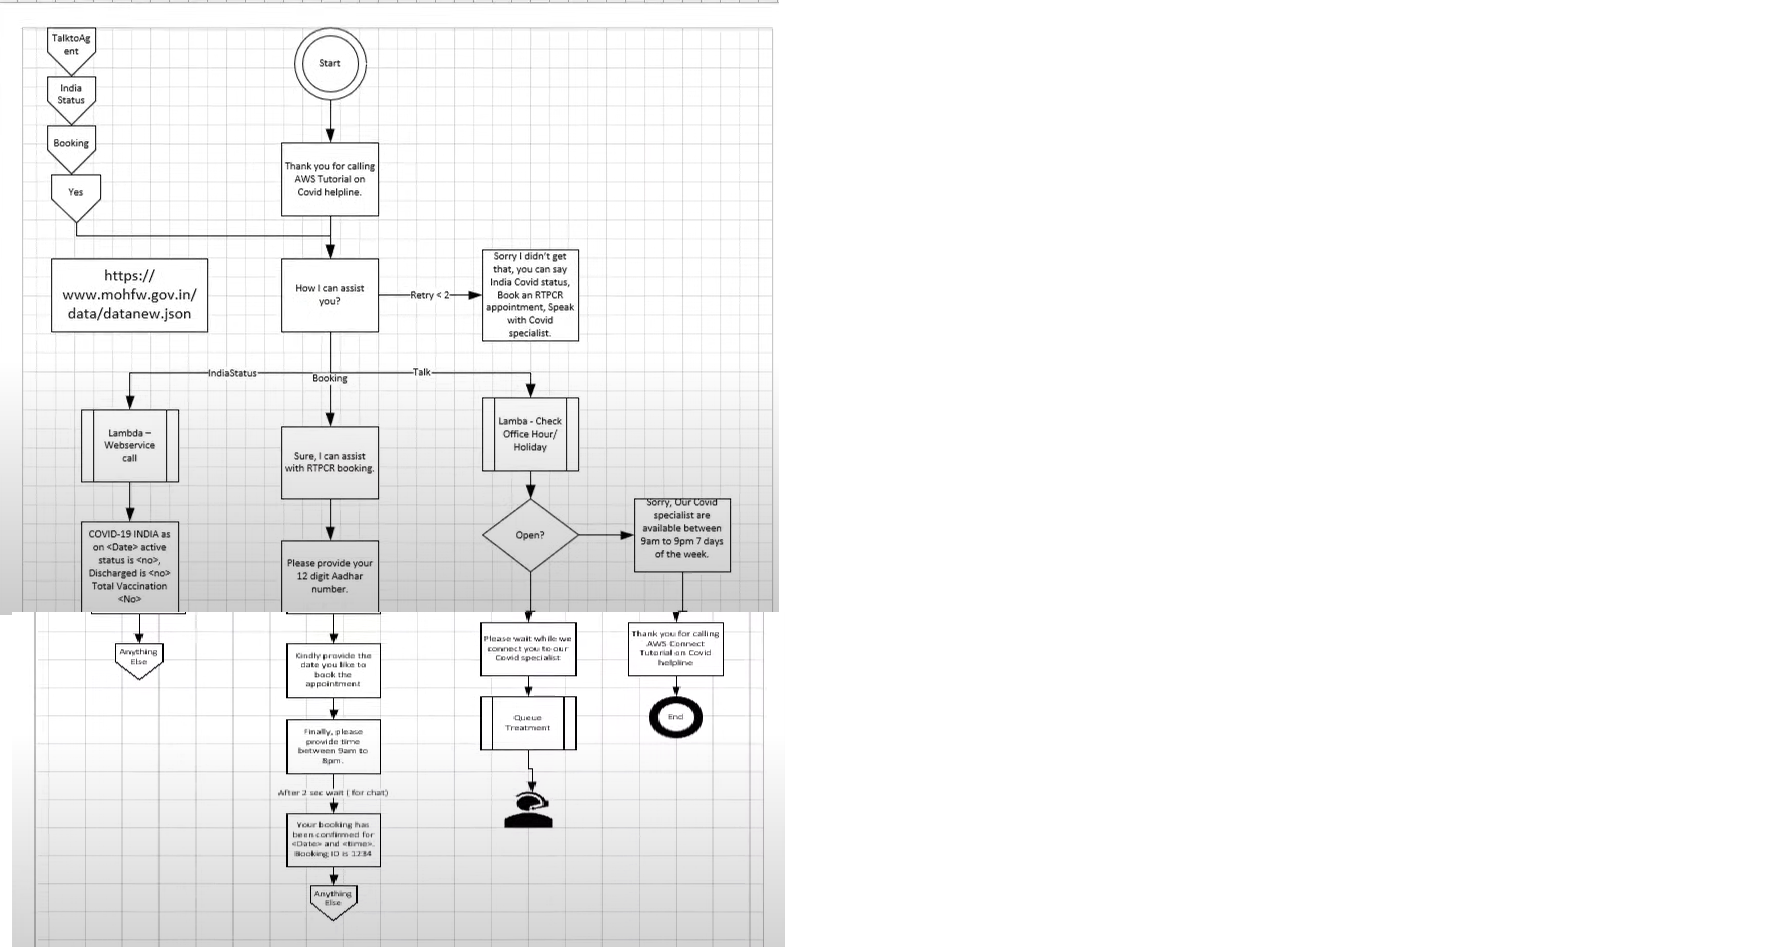 TalktoAg
ent
Start
India
Status
Booking
Yes
Thank you for calling
AWS Tutorial on
Covid helpline.
https://
www.mohfw.gov.in/
data/datanew.json
How I can assist
you?
Retry < 2
Sorry I didn't get
that, you can say
India Covid status,
Book an RTPCR
appointment, Speak
with Covid
specialist.
IndiaStatus
Booking
Talk
Lambda –
Webservice
call
Sure, I can assist
with RTPCR booking.
Lamba - Check
Office Hour/
Holiday
COVID-19 INDIA as
on <Date> active
status is <no>,
Discharged is <no>
Total Vaccination
<No>
Please provide your
12 digit Aadhar
number.
Open?
Sorry, Our Covid
specialist are
available between
9am to 9pm 7 days
of the week.
Anything
Else
Kindly provide the
date you like to
book the
appointment
Please wait while we
connect you to our
Covid specialist
Thank you for calling
AWS Connect
Tutorial on Covid
helpline
Finally, please
provide time
between 9am to
8pm.
Queue
Treatment
End
After 2 sec wait ( for chat)
Your booking has
been confirmed for
<Date> and <time>.
Booking ID is 1234
Anything
Else